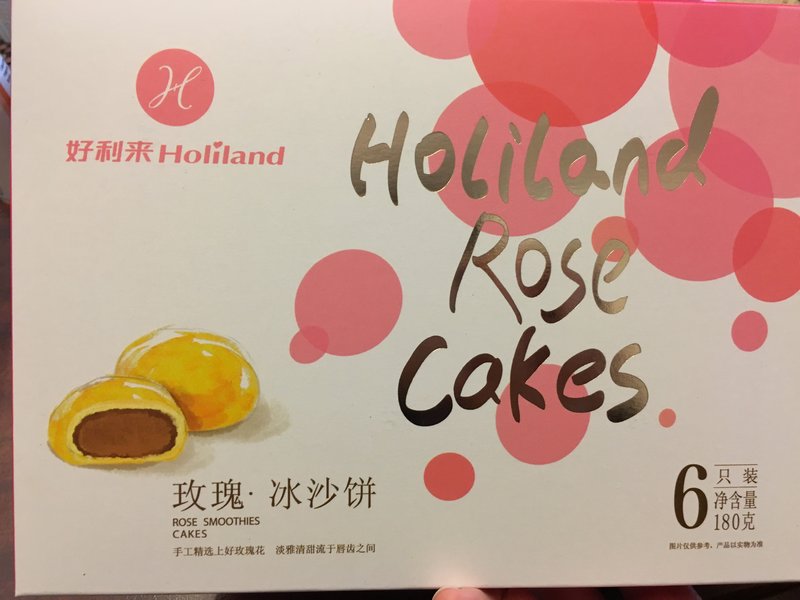 H
好利来 Holiland
Holiland
Rose
Cakes
玫瑰·冰沙饼
ROSE SMOOTHIES
CAKES
手工精选上好玫瑰花 淡雅清甜流于唇齿之间
6只装
净含量
180克
图片仅供参考，产品以实物为准